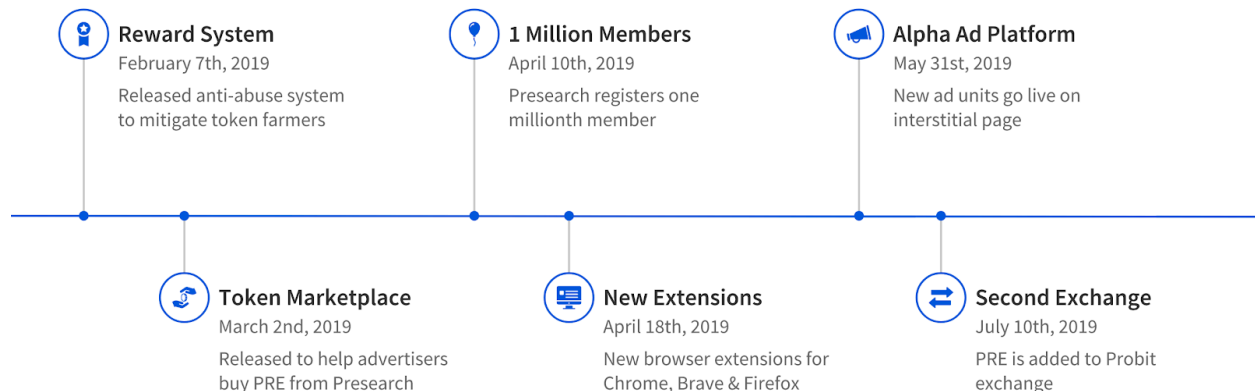 Reward System
February 7th, 2019
Released anti-abuse system
to mitigate token farmers
1 Million Members
April 10th, 2019
Presearch registers one
millionth member
Alpha Ad Platform
May 31st, 2019
New ad units go live on
interstitial page
Token Marketplace
March 2nd, 2019
Released to help advertisers
buy PRE from Presearch
New Extensions
April 18th, 2019
New browser extensions for
Chrome, Brave & Firefox
Second Exchange
July 10th, 2019
PRE is added to Probit
exchange